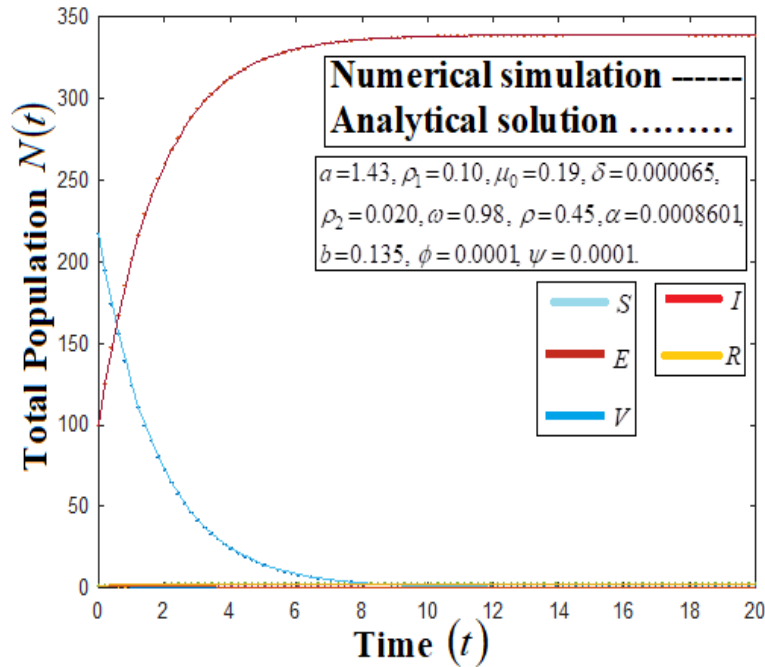 350
300
250
200
150
100
50
0
Total Population N(t)
Numerical simulation ------
Analytical solution .........
a=1.43, ρ₁=0.10, μ₀=0.19, δ=0.000065,
ρ₂=0.020, ω=0.98, ρ=0.45, α=0.0008601,
b=0.135, ϕ=0.0001, ψ=0.0001.
S
E
V
I
R
0 2 4 6 8 10 12 14 16 18 20
Time (t)